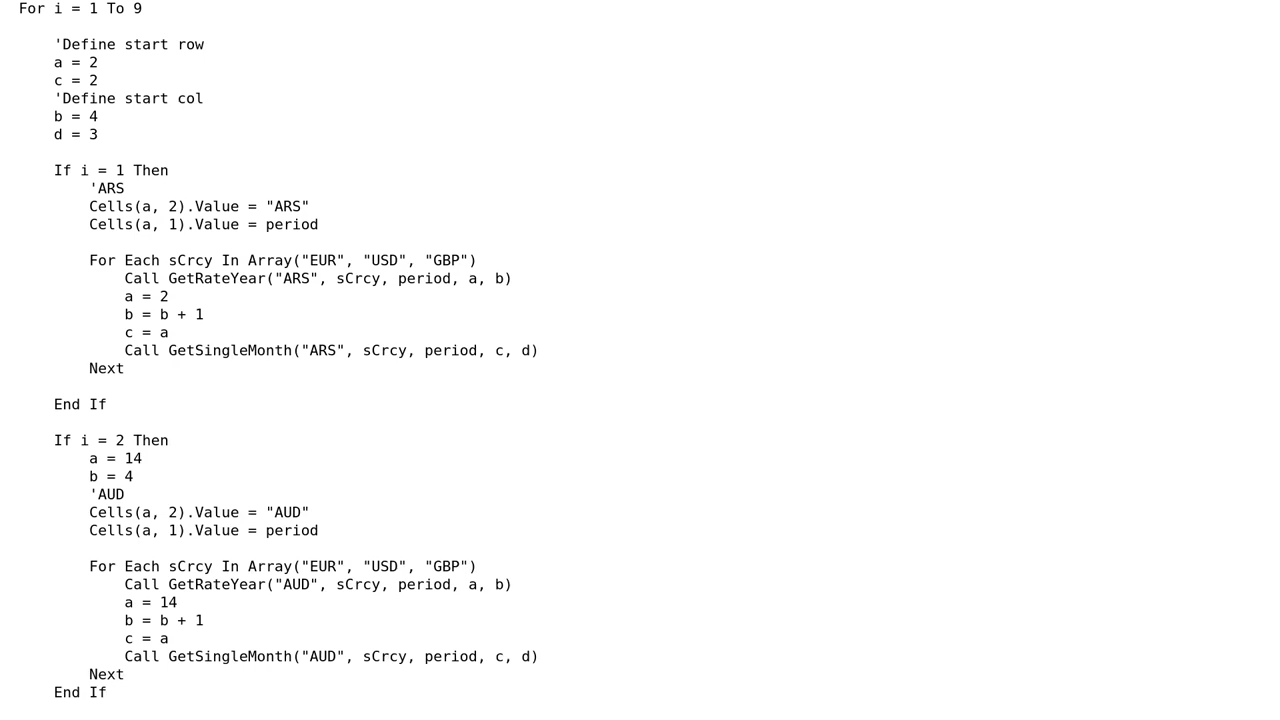 For i = 1 To 9
'Define start row
a = 2
c = 2
'Define start col
b = 4
d = 3
If i = 1 Then
'ARS
Cells(a, 2).Value = "ARS"
Cells(a, 1).Value = period
For Each sCrcy In Array("EUR", "USD", "GBP")
Call GetRateYear("ARS", sCrcy, period, a, b)
a = 2
b = b + 1
c = a
Call GetSingleMonth("ARS", sCrcy, period, c, d)
Next
End If
If i = 2 Then
a = 14
b = 4
'AUD
Cells(a, 2).Value = "AUD"
Cells(a, 1).Value = period
For Each sCrcy In Array("EUR", "USD", "GBP")
Call GetRateYear("AUD", sCrcy, period, a, b)
a = 14
b = b + 1
c = a
Call GetSingleMonth("AUD", sCrcy, period, c, d)
Next
End If